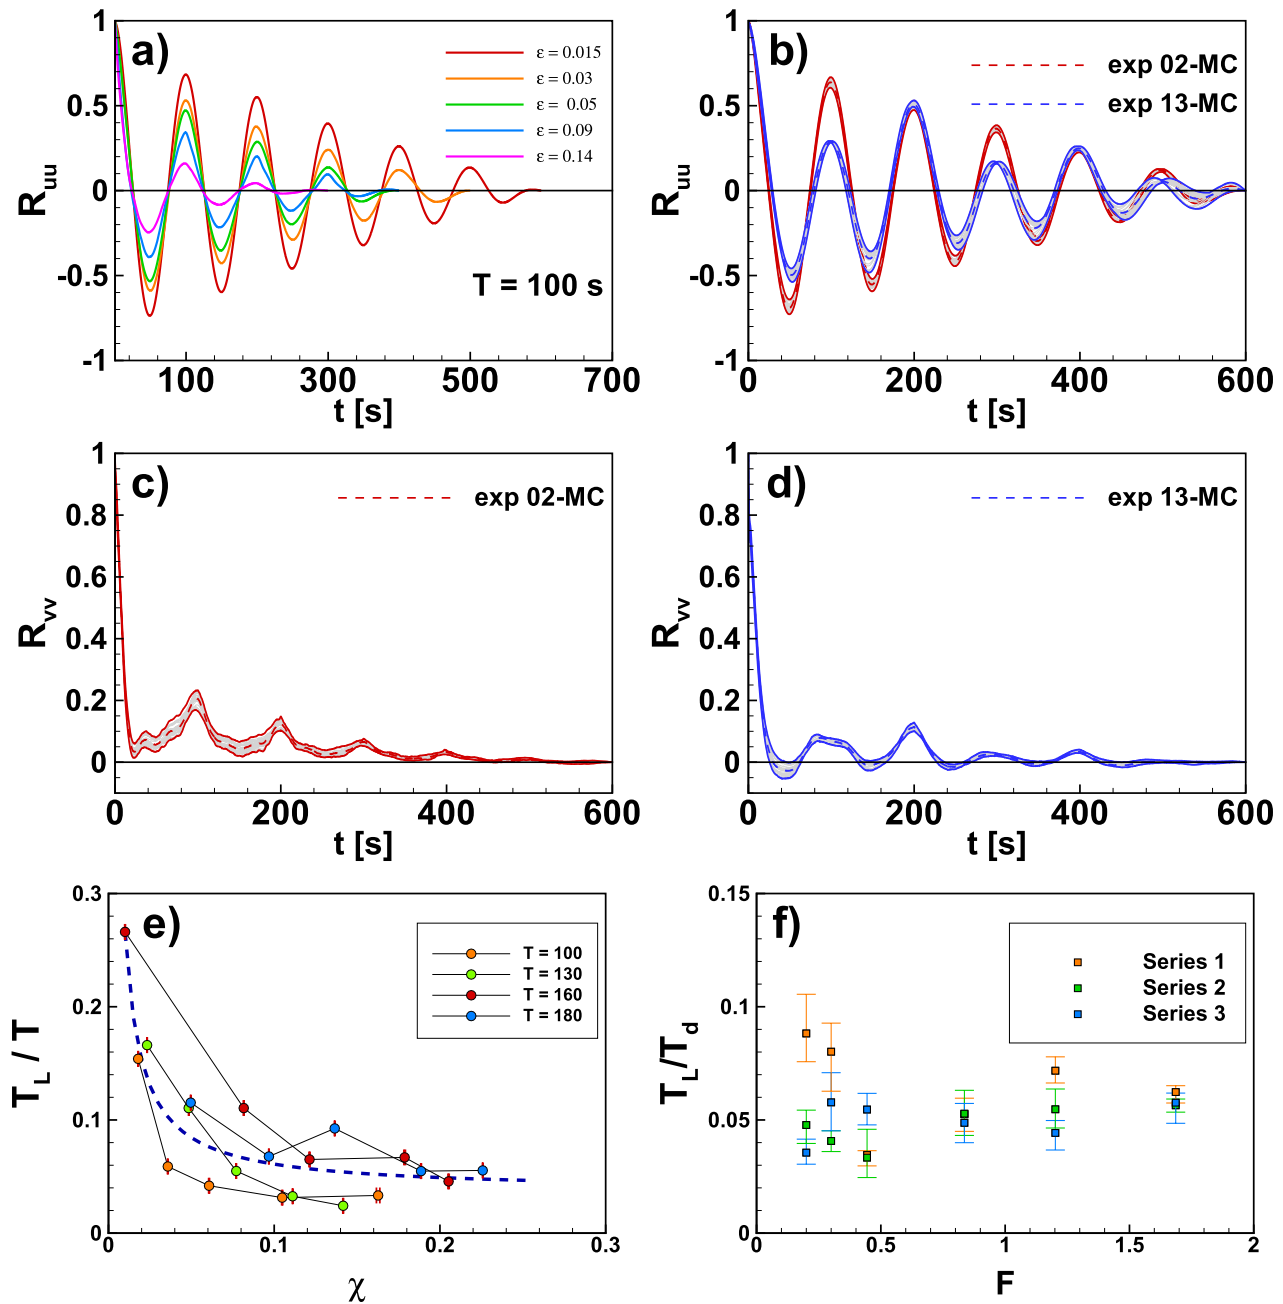 a)
ε = 0.015
ε = 0.03
ε = 0.05
ε = 0.09
ε = 0.14
T = 100 s
0.5
0
-0.5
-1
R_uu
100
300
500
700
t [s]
b)
exp 02-MC
exp 13-MC
0.5
0
-0.5
-1
R_uu
0
200
400
600
t [s]
c)
exp 02-MC
1
0.8
0.6
0.4
0.2
0
R_vv
0
200
400
600
t [s]
d)
exp 13-MC
1
0.8
0.6
0.4
0.2
0
R_vv
0
200
400
600
t [s]
e)
T = 100
T = 130
T = 160
T = 180
0.3
0.2
0.1
0
T_L / T
0
0.1
0.2
0.3
χ
f)
Series 1
Series 2
Series 3
0.15
0.1
0.05
0
T_L/T_d
0
0.5
1
1.5
2
F